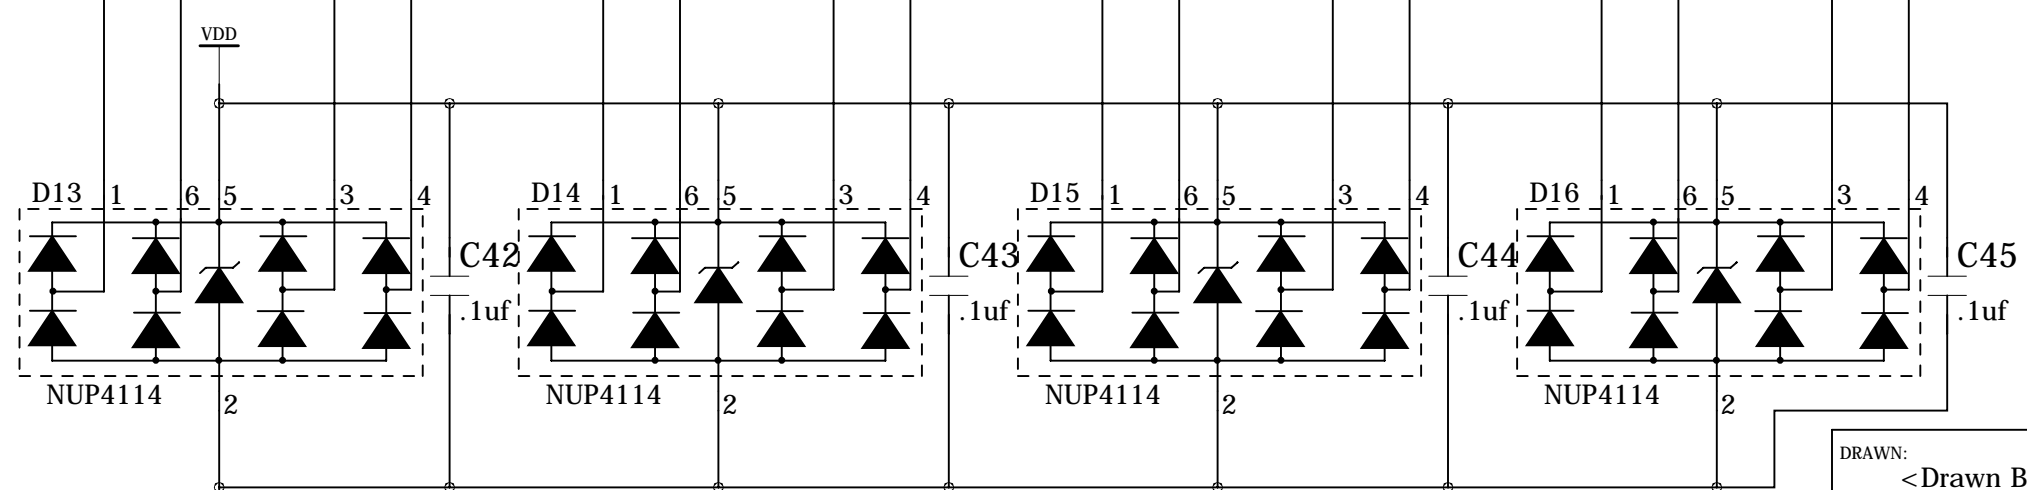 VDD
D13 1 6 5 3 4
D14 1 6 5 3 4
D15 1 6 5 3 4
D16 1 6 5 3 4
C42
C43
C44
C45
.1uf
.1uf
.1uf
.1uf
NUP4114
NUP4114
NUP4114
NUP4114
2
2
2
2
DRAWN:
<Drawn B